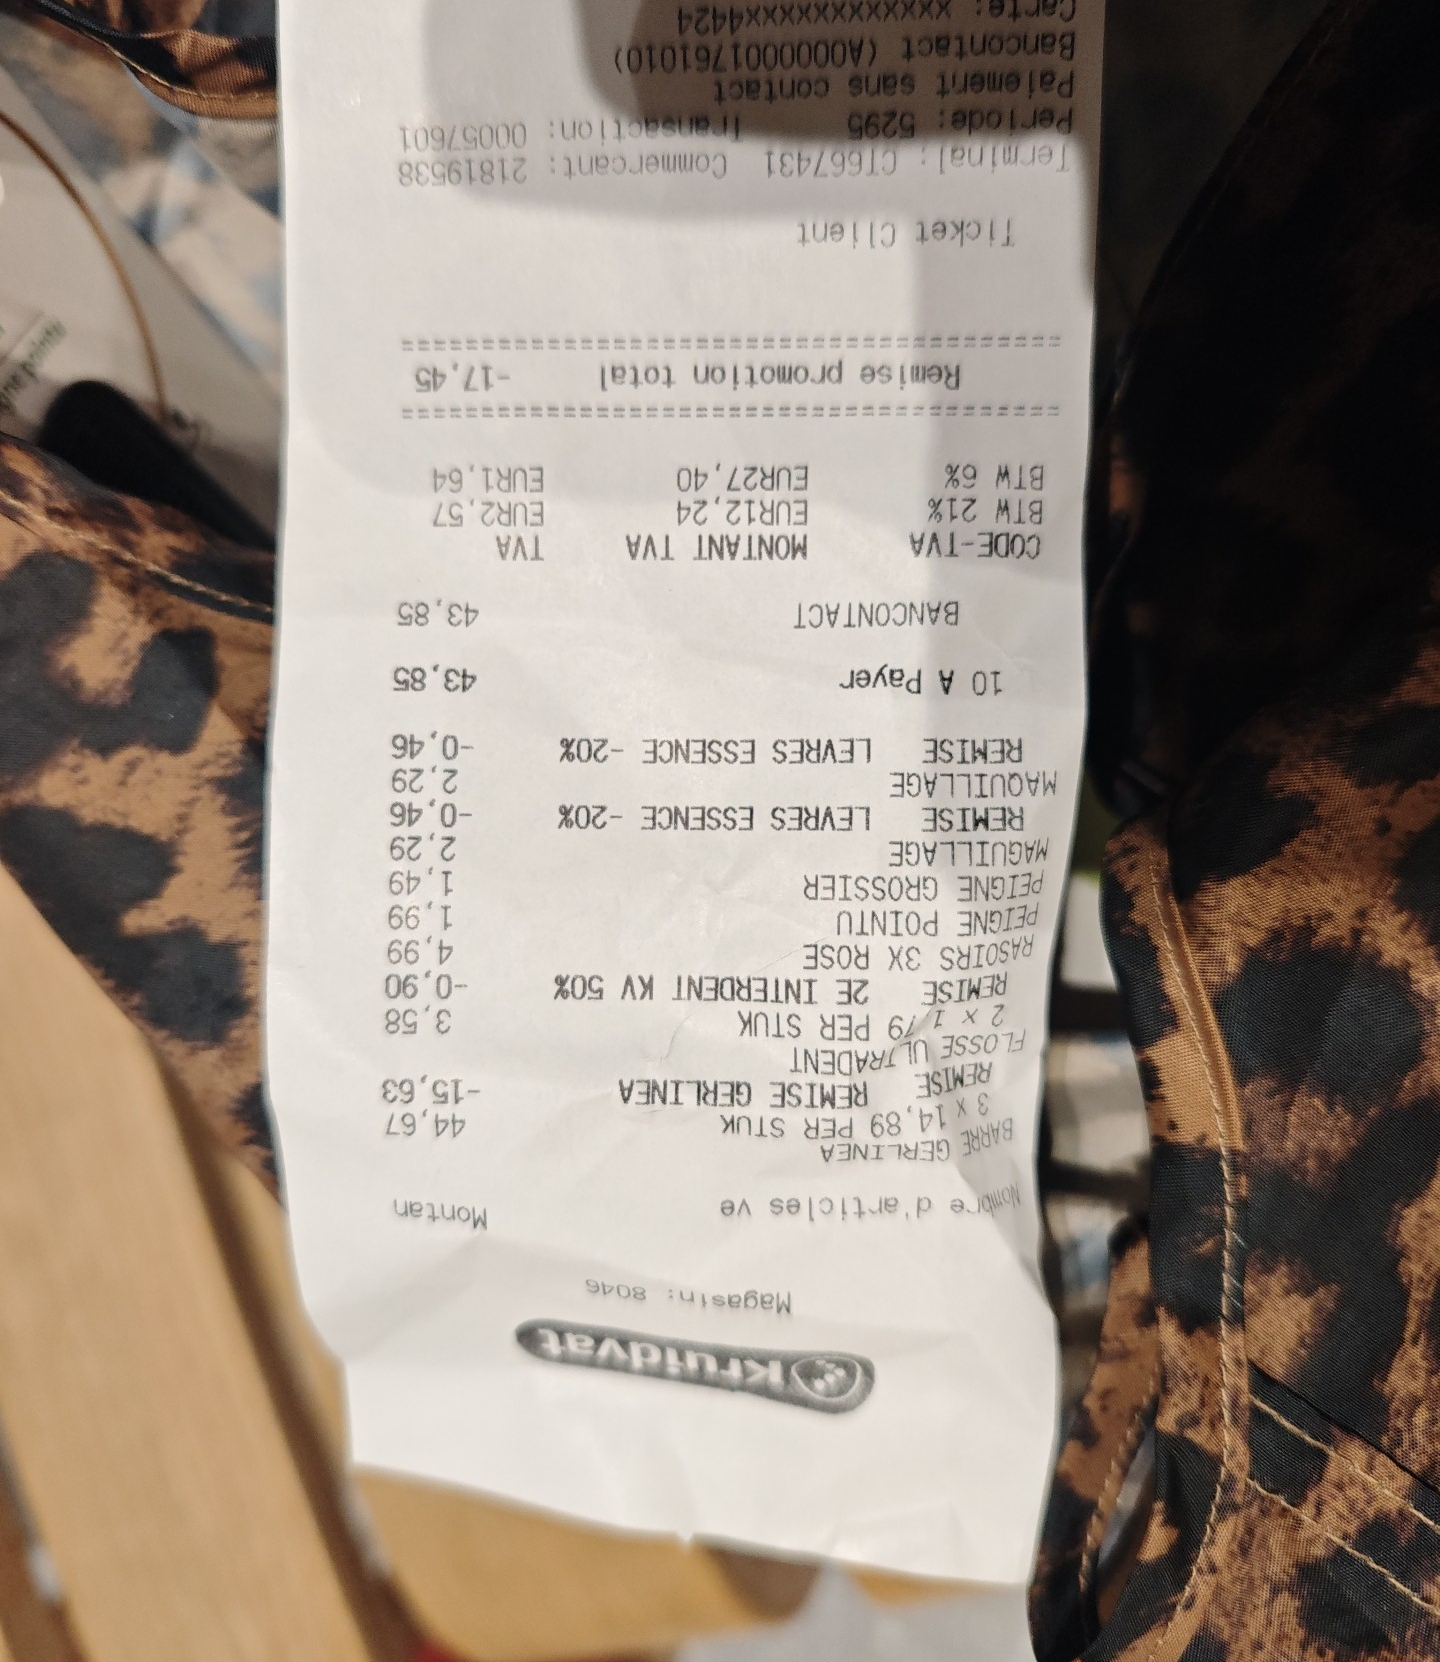 Kruidvat
Magasin: 8046
Nombre d'articles ve Montan
BARRE GERLINEA
3 x 14,89 PER STUK 44,67
REMISE REMISE GERLINEA -15,63
FLOSSE ULTRADENT
2 x 1,79 PER STUK 3,58
REMISE 2E INTERDENT KV 50% -0,90
RASOIRS 3X ROSE 4,99
PEIGNE POINTU 1,99
PEIGNE GROSSIER 1,49
MAQUILLAGE 2,29
REMISE LEVRES ESSENCE -20% -0,46
MAQUILLAGE 2,29
REMISE LEVRES ESSENCE -20% -0,46
10 A Payer 43,85
BANCONTACT 43,85
CODE-TVA MONTANT TVA TVA
BTW 21% EUR12,24 EUR2,57
BTW 6% EUR27,40 EUR1,64
=========================================
Remise promotion total -17,45
=========================================
Ticket Client
Terminal: CT667431 Commercant: 21819538
Periode: 5295 Transaction: 00057601
Paiement sans contact
Bancontact (A0000001761010)
Carte: xxxxxxxxxxxxx4424